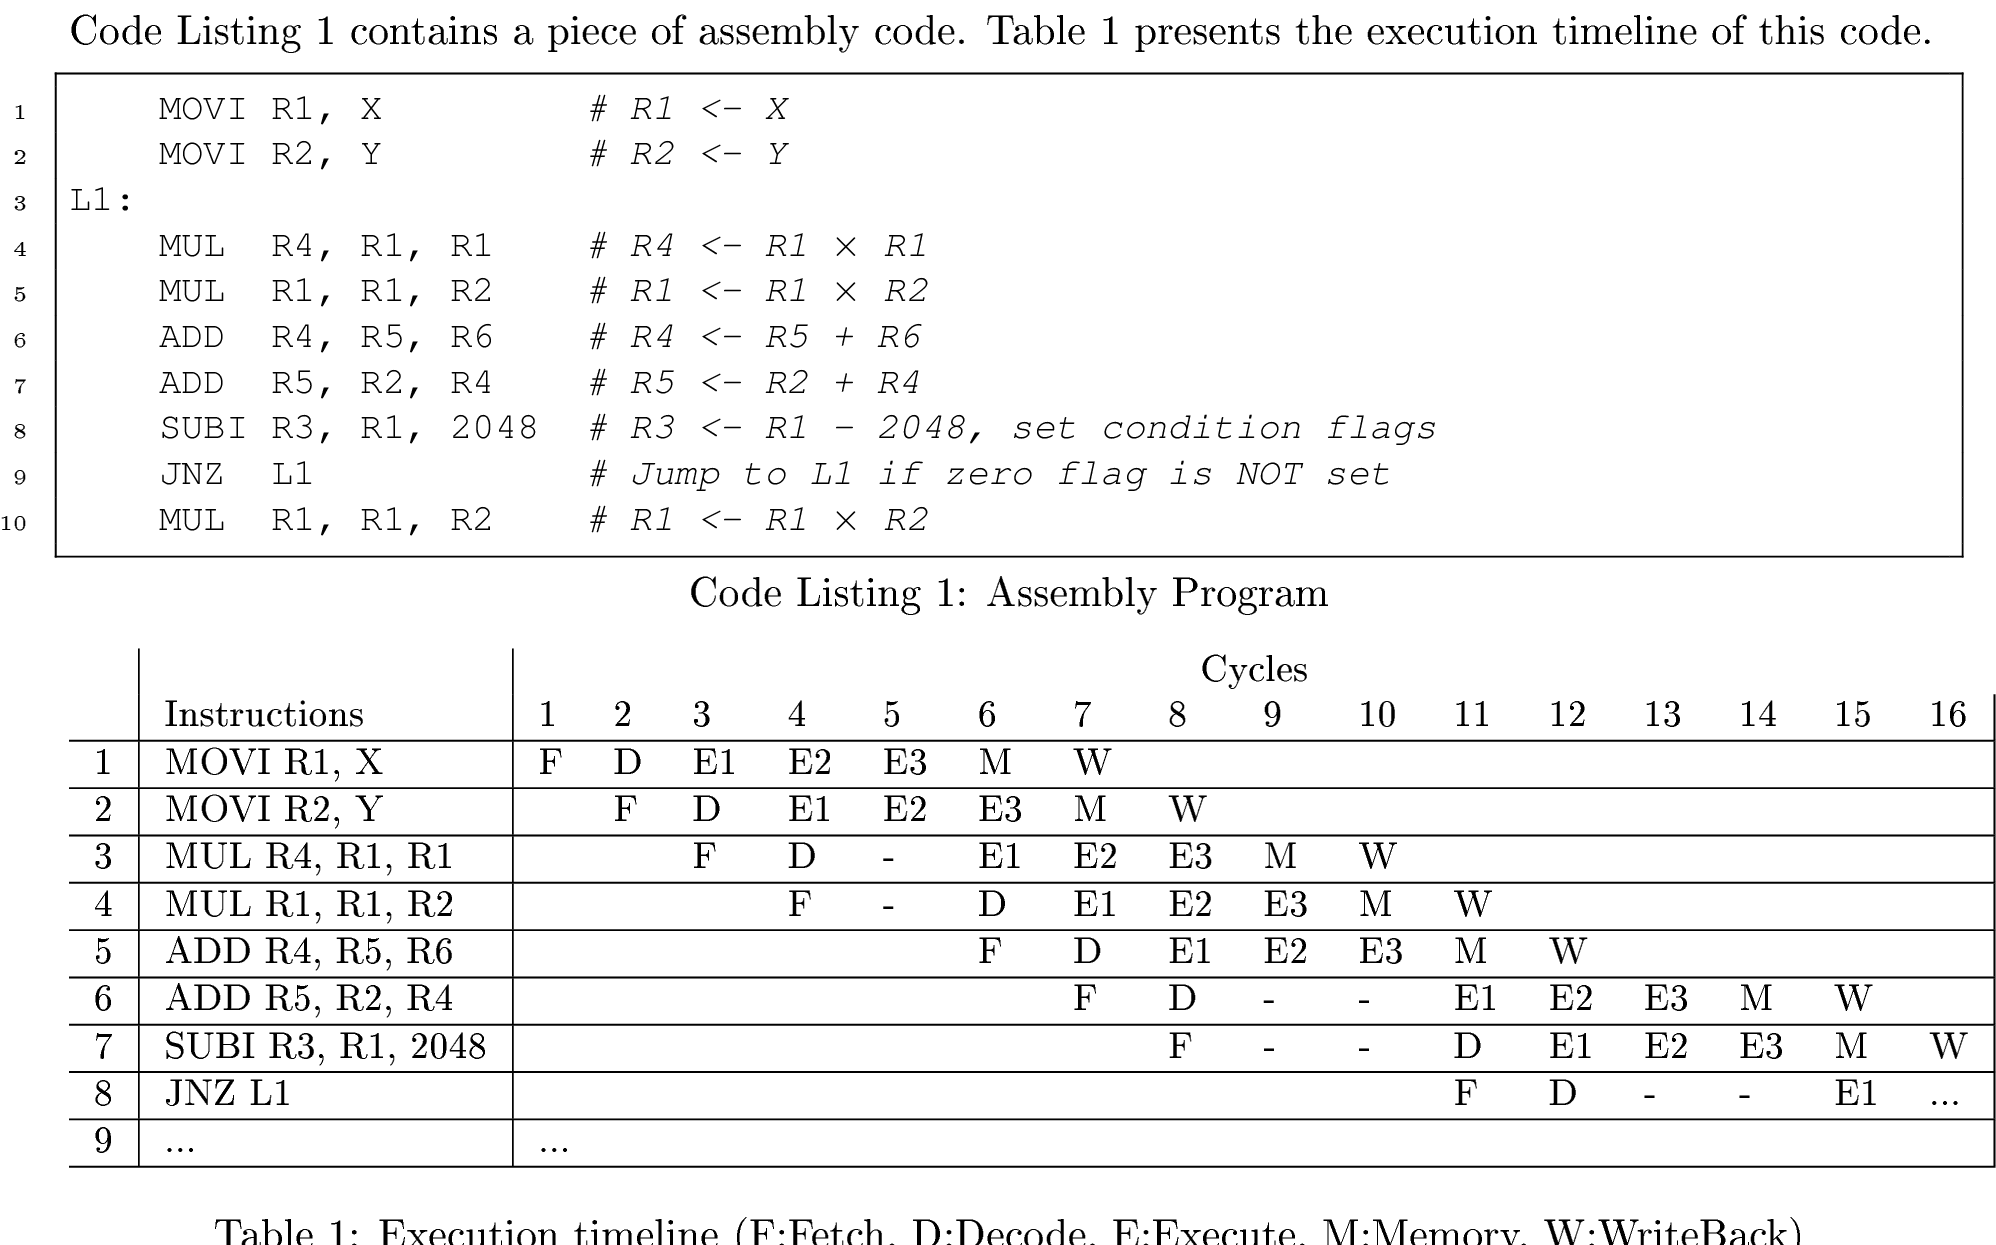 Code Listing 1 contains a piece of assembly code. Table 1 presents the execution timeline of this code.
1 MOVI R1, X # R1 <- X
2 MOVI R2, Y # R2 <- Y
3 L1:
4 MUL R4, R1, R1 # R4 <- R1 × R1
5 MUL R1, R1, R2 # R1 <- R1 × R2
6 ADD R4, R5, R6 # R4 <- R5 + R6
7 ADD R5, R2, R4 # R5 <- R2 + R4
8 SUBI R3, R1, 2048 # R3 <- R1 - 2048, set condition flags
9 JNZ L1 # Jump to L1 if zero flag is NOT set
10 MUL R1, R1, R2 # R1 <- R1 × R2
Code Listing 1: Assembly Program
Cycles
Instructions 1 2 3 4 5 6 7 8 9 10 11 12 13 14 15 16
1 MOVI R1, X F D E1 E2 E3 M W
2 MOVI R2, Y F D E1 E2 E3 M W
3 MUL R4, R1, R1 F D - E1 E2 E3 M W
4 MUL R1, R1, R2 F - D E1 E2 E3 M W
5 ADD R4, R5, R6 F D E1 E2 E3 M W
6 ADD R5, R2, R4 F D - - E1 E2 E3 M W
7 SUBI R3, R1, 2048 F - - D E1 E2 E3 M W
8 JNZ L1 F D - - E1 ...
9 ... ...
Table 1: Execution timeline (F:Fetch, D:Decode, E:Execute, M:Memory, W:WriteBack)